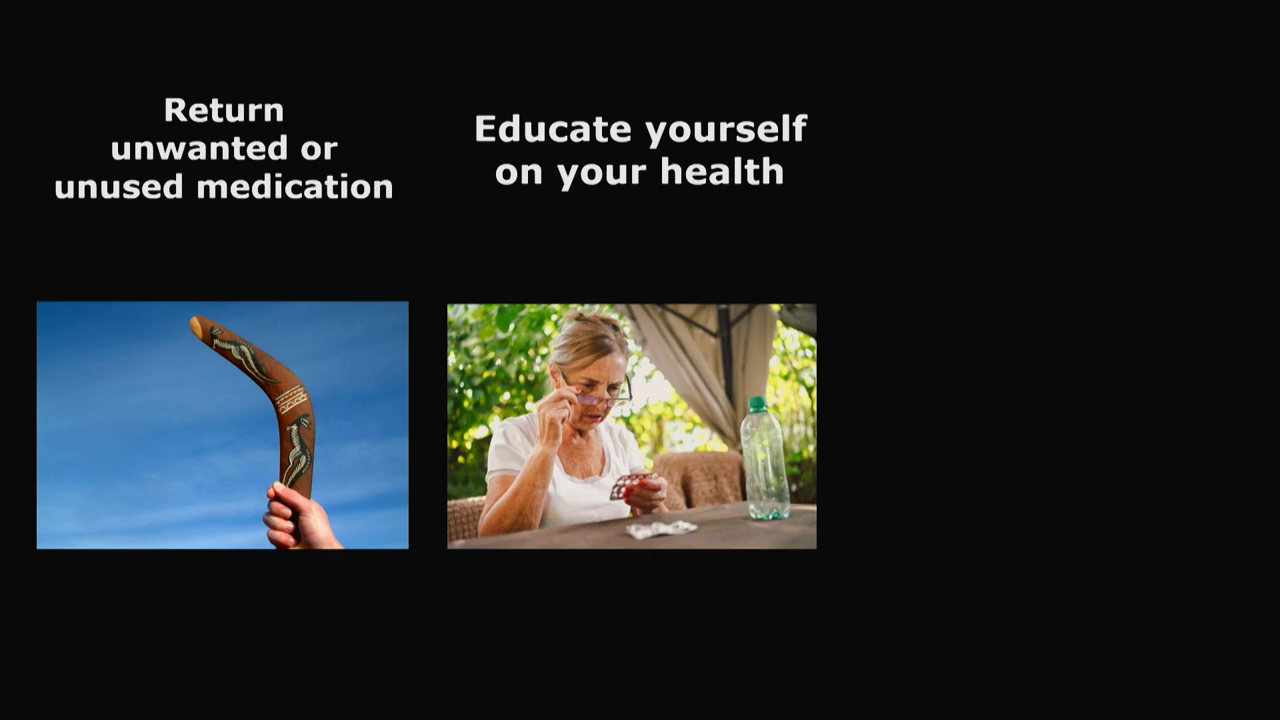 Return
unwanted or
unused medication
Educate yourself
on your health